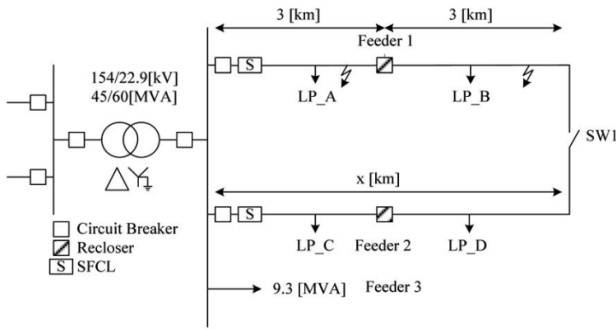 3 [km]
3 [km]
Feeder 1
154/22.9[kV]
45/60[MVA]
S
LP_A
LP_B
SW1
x [km]
S
LP_C
Feeder 2
LP_D
Circuit Breaker
Recloser
S SFCL
9.3 [MVA]
Feeder 3